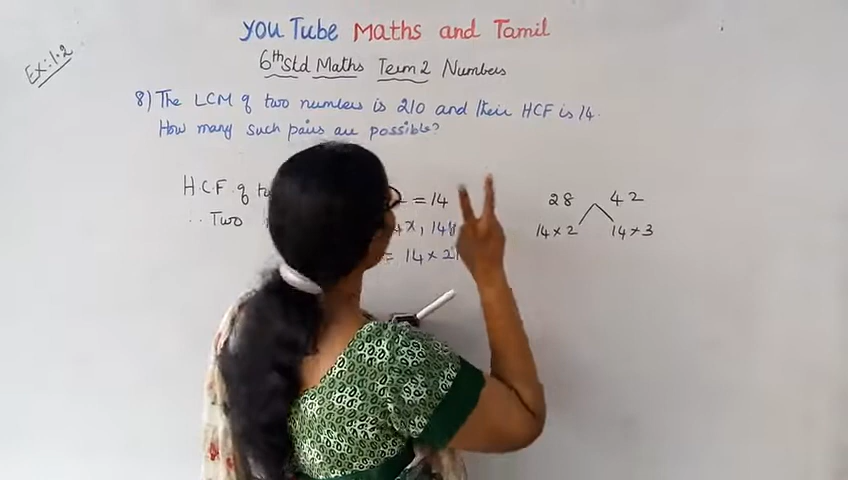 you Tube Maths and Tamil
Ex:1.2
6th Std Maths Term 2 Numbers
8) The LCM of two numbers is 210 and their HCF is 14.
How many such pairs are possible?
H.C.F of = 14
∴ Two x, 14
= 14 × 210
28 42
14 × 2 14 × 3